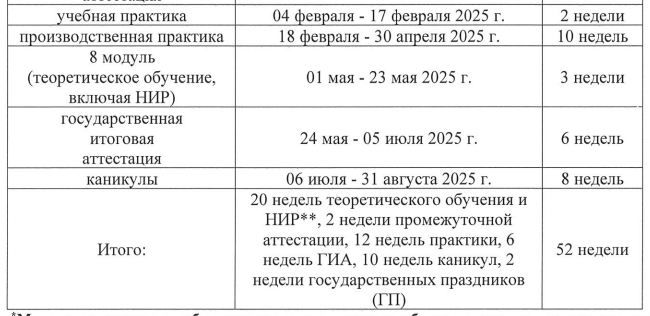 аттестация
учебная практика 04 февраля - 17 февраля 2025 г. 2 недели
производственная практика 18 февраля - 30 апреля 2025 г. 10 недель
8 модуль
(теоретическое обучение, 01 мая - 23 мая 2025 г. 3 недели
включая НИР)
государственная
итоговая 24 мая - 05 июля 2025 г. 6 недель
аттестация
каникулы 06 июля - 31 августа 2025 г. 8 недель
20 недель теоретического обучения и
НИР**, 2 недели промежуточной
аттестации, 12 недель практики, 6
Итого: недель ГИА, 10 недель каникул, 2 52 недели
недели государственных праздников
(ГП)